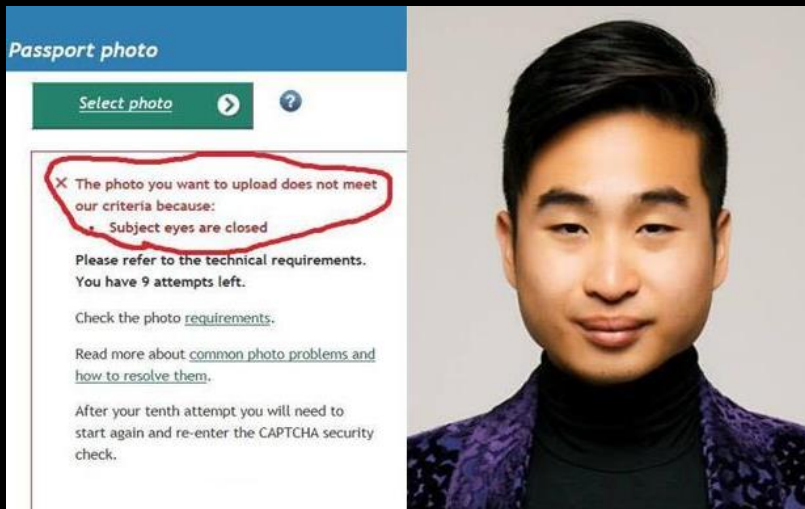 Passport photo
Select photo
?
X The photo you want to upload does not meet
our criteria because:
• Subject eyes are closed
Please refer to the technical requirements.
You have 9 attempts left.
Check the photo requirements.
Read more about common photo problems and
how to resolve them.
After your tenth attempt you will need to
start again and re-enter the CAPTCHA security
check.